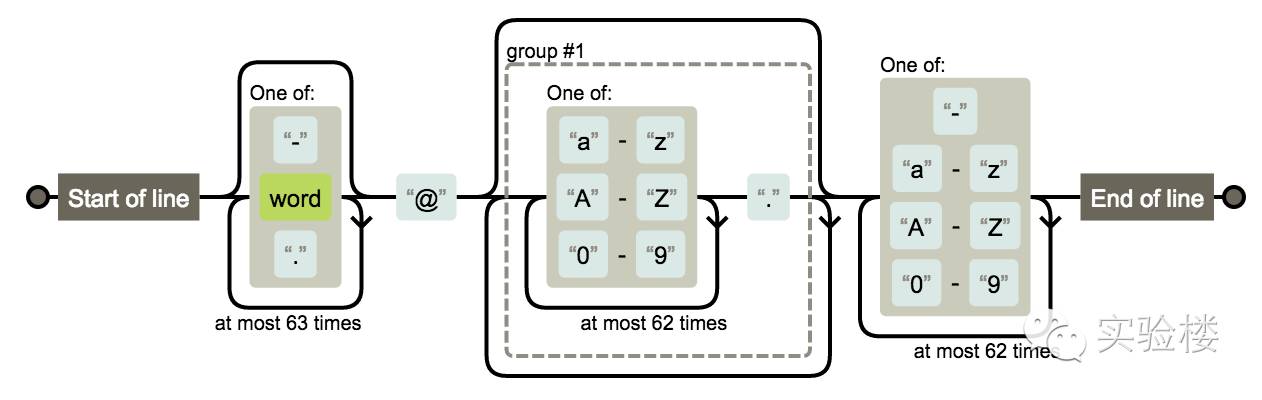 group #1
One of:
One of:
One of:
“-”
“-”
“a” - “z”
“a” - “z”
Start of line
word
“@”
“A” - “Z”
“.”
End of line
“A” - “Z”
“.”
“0” - “9”
“0” - “9”
at most 63 times
at most 62 times
at most 62 times
实验楼